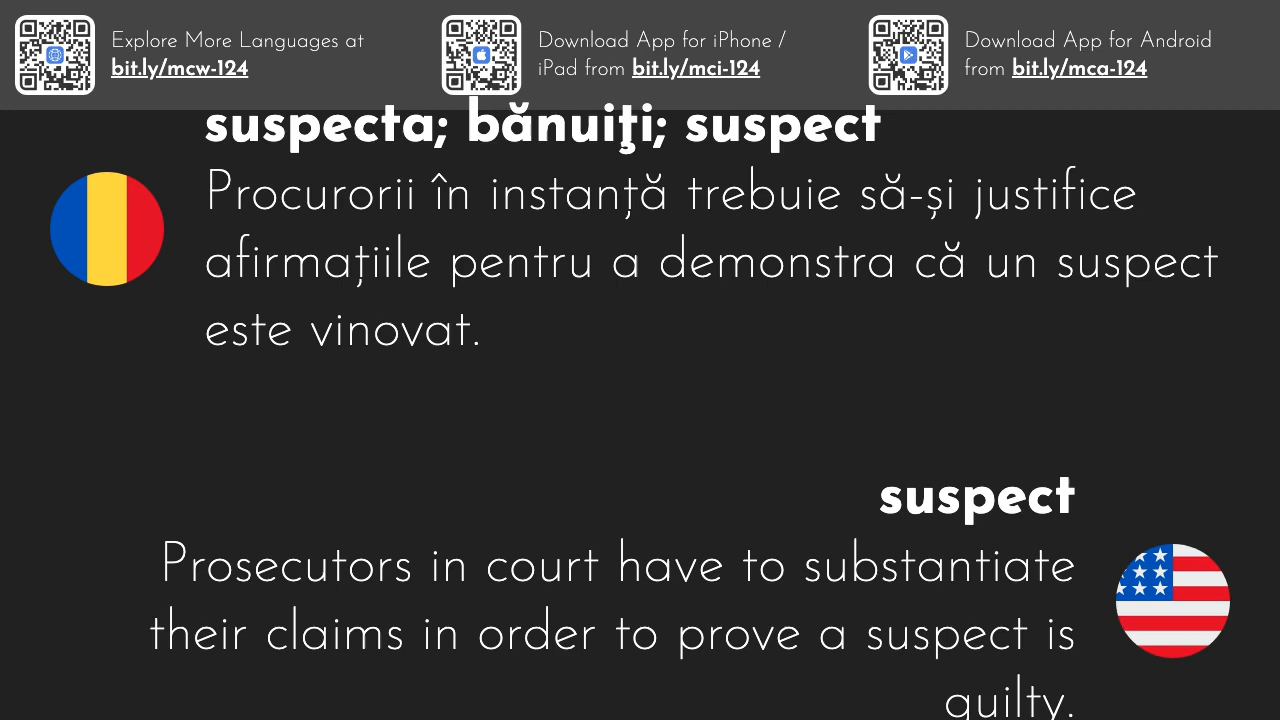 Explore More Languages at
bit.ly/mcw-124
Download App for iPhone /
iPad from bit.ly/mci-124
Download App for Android
from bit.ly/mca-124
suspecta; bănuiţi; suspect
Procurorii în instanță trebuie să-și justifice
afirmațiile pentru a demonstra că un suspect
este vinovat.
suspect
Prosecutors in court have to substantiate
their claims in order to prove a suspect is
guilty.